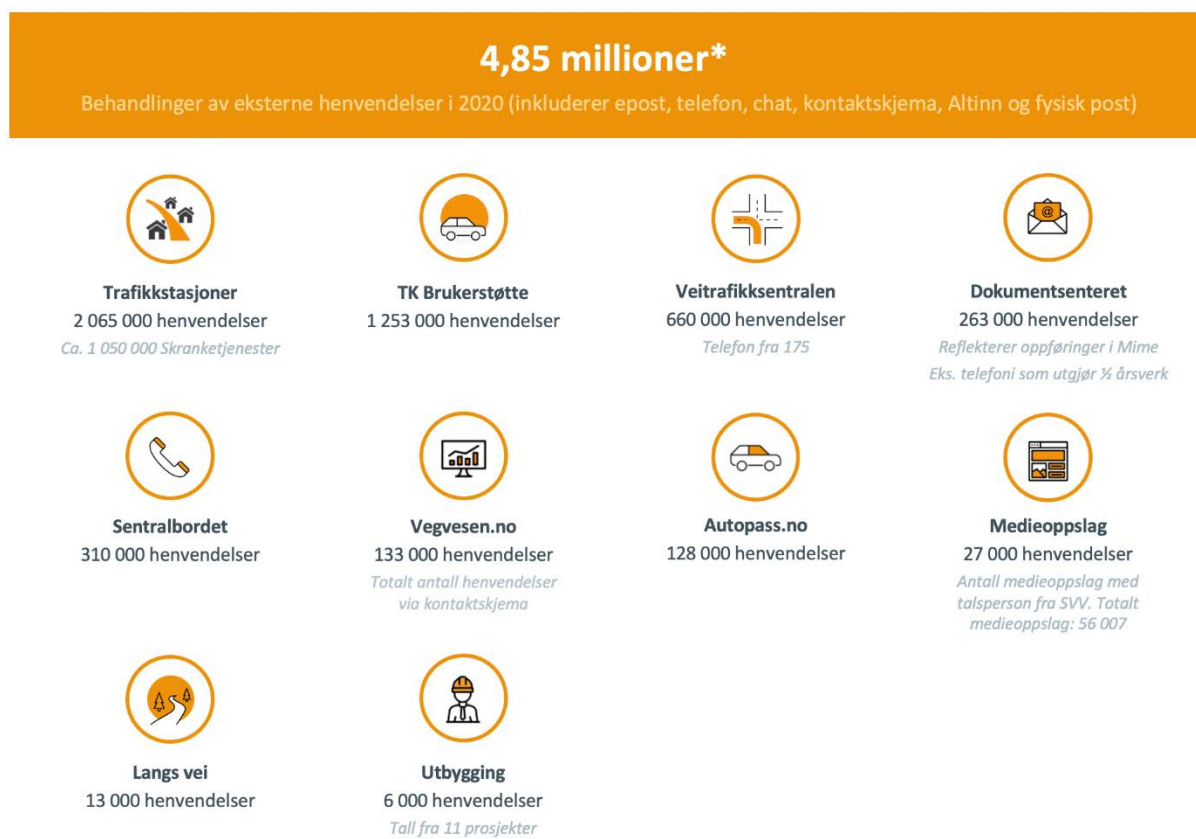 4,85 millioner*
Behandlinger av eksterne henvendelser i 2020 (inkluderer epost, telefon, chat, kontaktskjema, Altinn og fysisk post)
Trafikkstasjoner
2 065 000 henvendelser
Ca. 1 050 000 Skranketjenester
TK Brukerstøtte
1 253 000 henvendelser
Veitrafikksentralen
660 000 henvendelser
Telefon fra 175
@
Dokumentsenteret
263 000 henvendelser
Reflekterer oppføringer i Mime
Eks. telefoni som utgjør ½ årsverk
Sentralbordet
310 000 henvendelser
Vegvesen.no
133 000 henvendelser
Totalt antall henvendelser
via kontaktskjema
Autopass.no
128 000 henvendelser
Medieoppslag
27 000 henvendelser
Antall medieoppslag med
talsperson fra SVV. Totalt
medieoppslag: 56 007
Langs vei
13 000 henvendelser
Utbygging
6 000 henvendelser
Tall fra 11 prosjekter